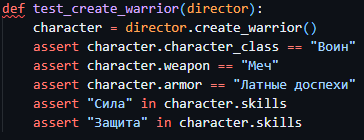 def test_create_warrior(director):
    character = director.create_warrior()
    assert character.character_class == "Воин"
    assert character.weapon == "Меч"
    assert character.armor == "Латные доспехи"
    assert "Сила" in character.skills
    assert "Защита" in character.skills